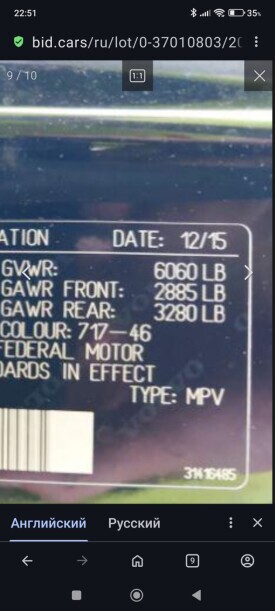 22:51
35%
bid.cars/ru/lot/0-37010803/20
9 / 10
1:1
ATION DATE: 12/15
GVWR: 6060 LB
GAWR FRONT: 2885 LB
GAWR REAR: 3280 LB
COLOUR: 717-46
FEDERAL MOTOR
ARDS IN EFFECT
TYPE: MPV
31416485
Английский Русский
9